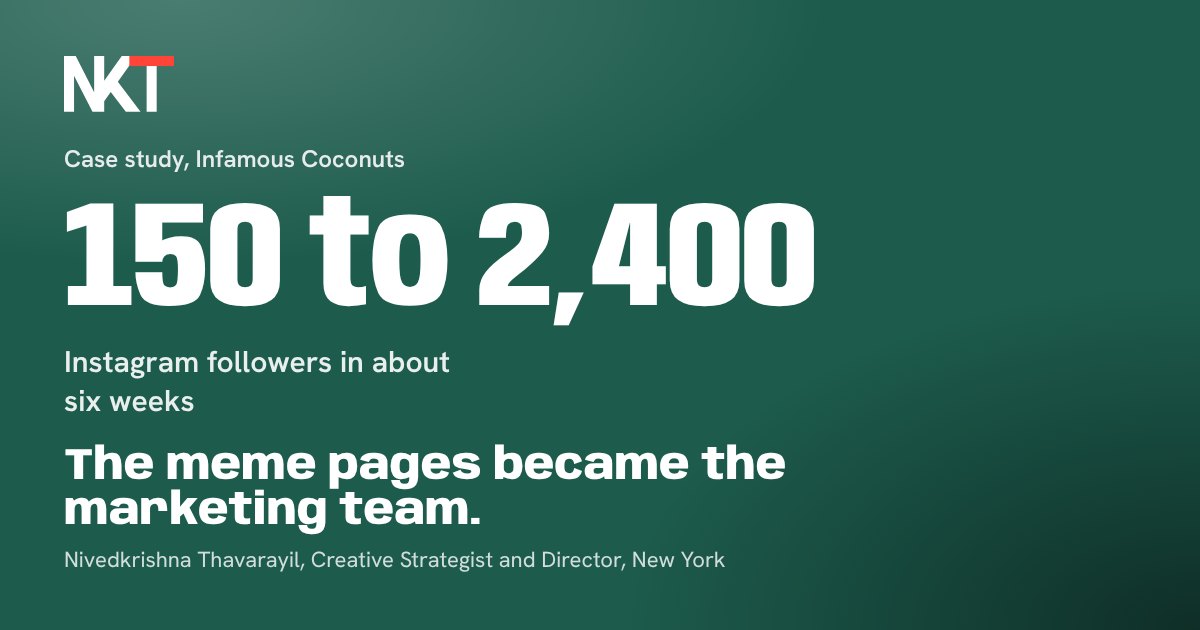 NKT
Case study, Infamous Coconuts
150 to 2,400
Instagram followers in about
six weeks
The meme pages became the
marketing team.
Nivedkrishna Thavarayil, Creative Strategist and Director, New York